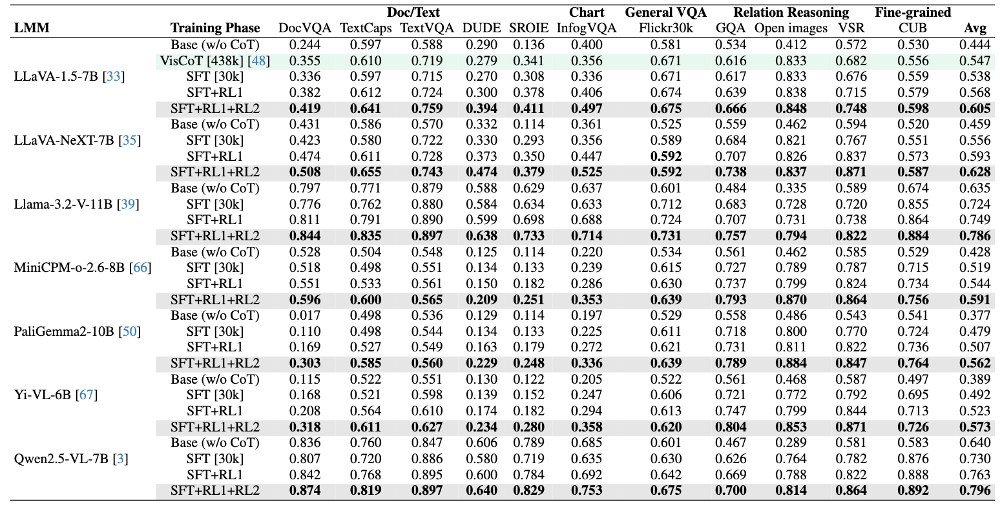 Doc/Text Chart General VQA Relation Reasoning Fine-grained
LMM Training Phase DocVQA TextCaps TextVQA DUDE SROIE InfogVQA Flickr30k GQA Open images VSR CUB Avg
Base (w/o CoT) 0.244 0.597 0.588 0.290 0.136 0.400 0.581 0.534 0.412 0.572 0.530 0.444
VisCoT [438k] [48] 0.355 0.610 0.719 0.279 0.341 0.356 0.671 0.616 0.833 0.682 0.556 0.547
LLaVA-1.5-7B [33] SFT [30k] 0.336 0.597 0.715 0.270 0.308 0.336 0.671 0.617 0.833 0.676 0.559 0.538
SFT+RL1 0.382 0.612 0.724 0.300 0.378 0.406 0.674 0.639 0.838 0.715 0.579 0.568
SFT+RL1+RL2 0.419 0.641 0.759 0.394 0.411 0.497 0.675 0.666 0.848 0.748 0.598 0.605
Base (w/o CoT) 0.431 0.586 0.570 0.332 0.114 0.361 0.525 0.559 0.462 0.594 0.520 0.459
LLaVA-NeXT-7B [35] SFT [30k] 0.423 0.580 0.722 0.330 0.293 0.356 0.589 0.684 0.821 0.767 0.551 0.556
SFT+RL1 0.474 0.611 0.728 0.373 0.350 0.447 0.592 0.707 0.826 0.837 0.573 0.593
SFT+RL1+RL2 0.508 0.655 0.743 0.474 0.379 0.525 0.592 0.738 0.837 0.871 0.587 0.628
Base (w/o CoT) 0.797 0.771 0.879 0.588 0.629 0.637 0.601 0.484 0.335 0.589 0.674 0.635
Llama-3.2-V-11B [39] SFT [30k] 0.776 0.762 0.880 0.584 0.634 0.633 0.712 0.683 0.728 0.720 0.855 0.724
SFT+RL1 0.811 0.791 0.890 0.599 0.698 0.688 0.724 0.707 0.731 0.738 0.864 0.749
SFT+RL1+RL2 0.844 0.835 0.897 0.638 0.733 0.714 0.731 0.757 0.794 0.822 0.884 0.786
Base (w/o CoT) 0.528 0.504 0.548 0.125 0.114 0.220 0.534 0.561 0.462 0.585 0.529 0.428
MiniCPM-o-2.6-8B [66] SFT [30k] 0.518 0.498 0.551 0.134 0.133 0.239 0.615 0.727 0.789 0.787 0.715 0.519
SFT+RL1 0.551 0.533 0.561 0.150 0.182 0.286 0.630 0.737 0.799 0.824 0.734 0.544
SFT+RL1+RL2 0.596 0.600 0.565 0.209 0.251 0.353 0.639 0.793 0.870 0.864 0.756 0.591
Base (w/o CoT) 0.017 0.498 0.536 0.129 0.114 0.197 0.529 0.558 0.486 0.543 0.541 0.377
PaliGemma2-10B [50] SFT [30k] 0.110 0.498 0.544 0.134 0.133 0.225 0.611 0.718 0.800 0.770 0.724 0.479
SFT+RL1 0.169 0.527 0.549 0.163 0.179 0.272 0.621 0.731 0.811 0.822 0.736 0.507
SFT+RL1+RL2 0.303 0.585 0.560 0.229 0.248 0.336 0.639 0.789 0.884 0.847 0.764 0.562
Base (w/o CoT) 0.115 0.522 0.551 0.130 0.122 0.205 0.522 0.561 0.468 0.587 0.497 0.389
Yi-VL-6B [67] SFT [30k] 0.168 0.521 0.598 0.139 0.152 0.247 0.606 0.721 0.772 0.792 0.695 0.492
SFT+RL1 0.208 0.564 0.610 0.174 0.182 0.294 0.613 0.747 0.799 0.844 0.713 0.523
SFT+RL1+RL2 0.318 0.611 0.627 0.234 0.280 0.358 0.620 0.804 0.853 0.871 0.726 0.573
Base (w/o CoT) 0.836 0.760 0.847 0.606 0.789 0.685 0.601 0.467 0.289 0.581 0.583 0.640
Qwen2.5-VL-7B [3] SFT [30k] 0.807 0.720 0.886 0.580 0.719 0.635 0.630 0.626 0.764 0.782 0.876 0.730
SFT+RL1 0.842 0.768 0.895 0.600 0.784 0.692 0.642 0.669 0.788 0.822 0.888 0.763
SFT+RL1+RL2 0.874 0.819 0.897 0.640 0.829 0.753 0.675 0.700 0.814 0.864 0.892 0.796